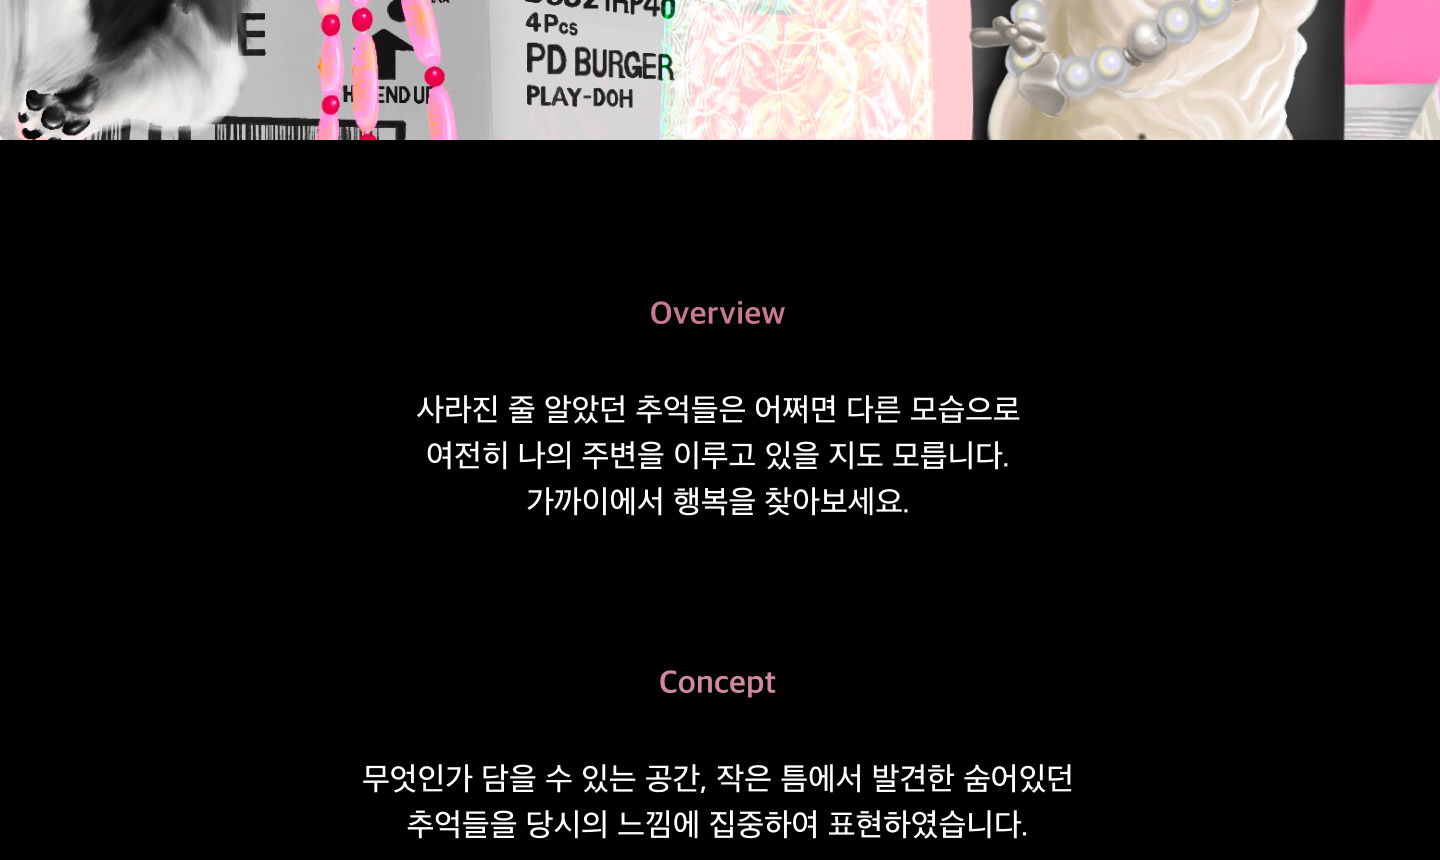 E
4Pcs
PD BURGER
PLAY-DOH
Overview
사라진 줄 알았던 추억들은 어쩌면 다른 모습으로
여전히 나의 주변을 이루고 있을 지도 모릅니다.
가까이에서 행복을 찾아보세요.
Concept
무엇인가 담을 수 있는 공간, 작은 틈에서 발견한 숨어있던
추억들을 당시의 느낌에 집중하여 표현하였습니다.